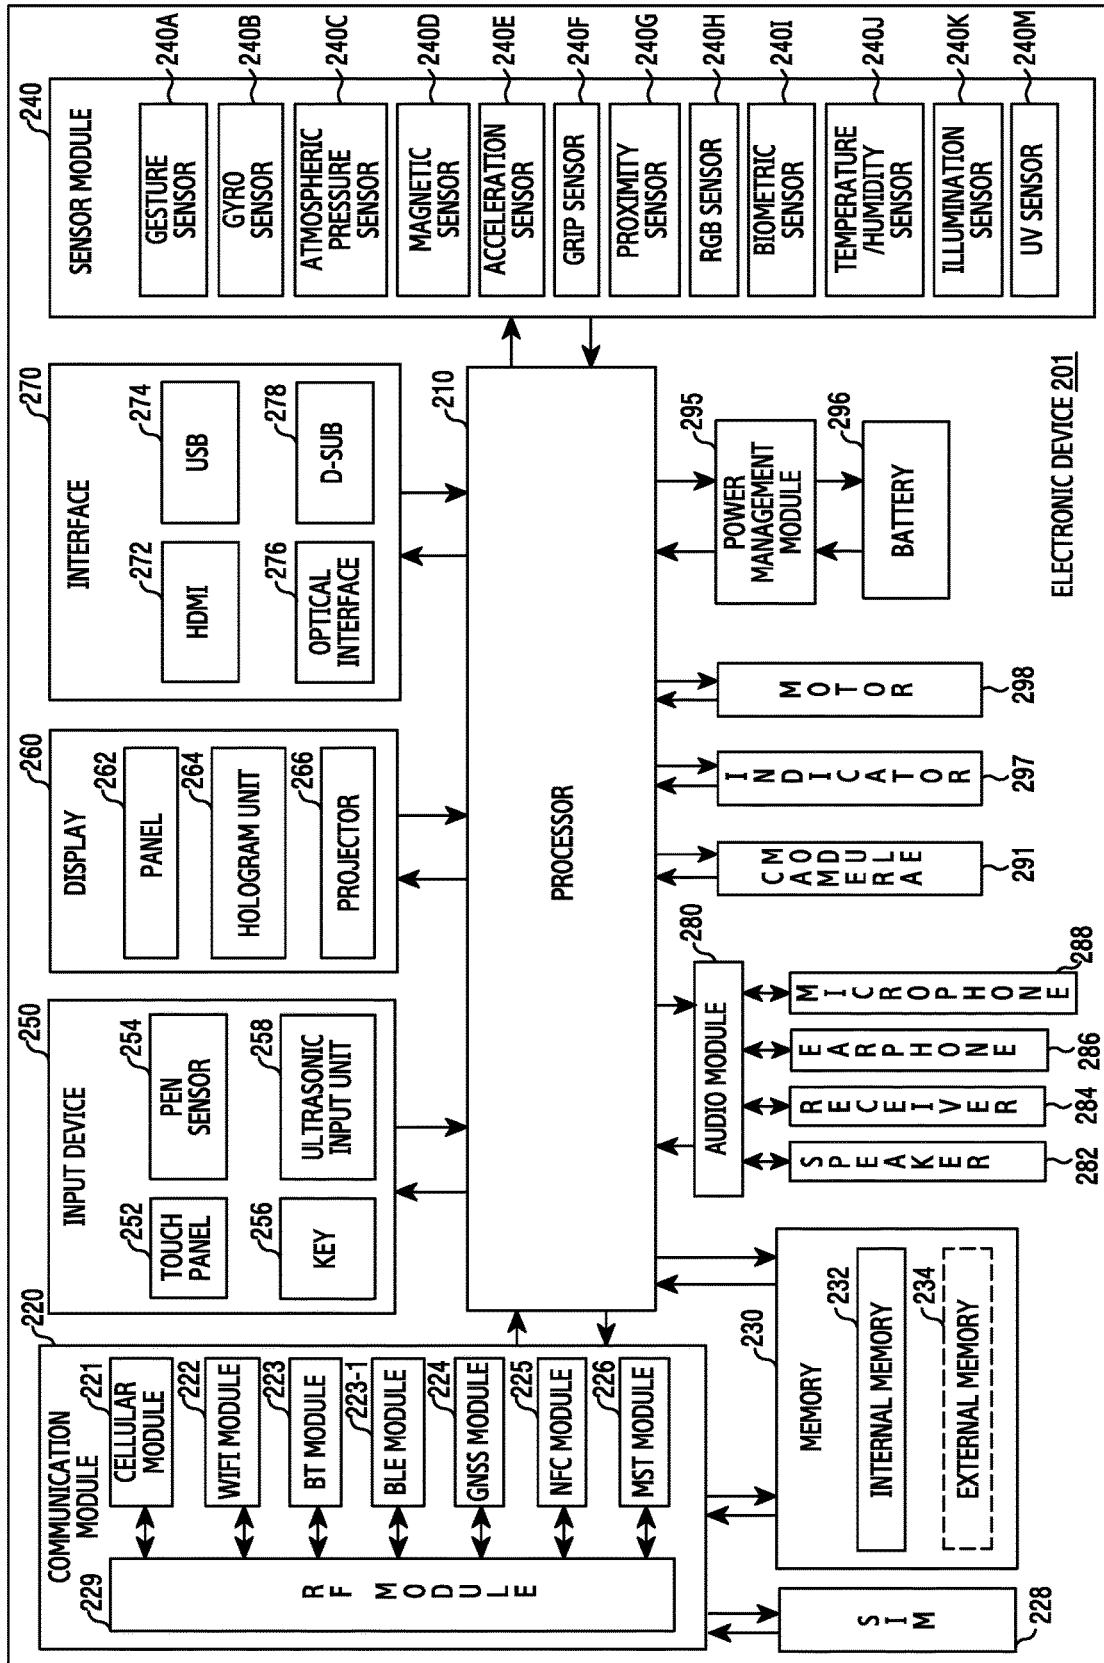 ELECTRONIC DEVICE 201
COMMUNICATION
MODULE
220
229
RF MODULE
221
CELLULAR
MODULE
222
WIFI MODULE
223
BT MODULE
223-1
BLE MODULE
224
GNSS MODULE
225
NFC MODULE
226
MST MODULE
SIM
228
INPUT DEVICE
250
252
TOUCH
PANEL
254
PEN
SENSOR
256
KEY
258
ULTRASONIC
INPUT UNIT
DISPLAY
260
262
PANEL
264
HOLOGRAM UNIT
266
PROJECTOR
INTERFACE
270
272
HDMI
274
USB
276
OPTICAL
INTERFACE
278
D-SUB
SENSOR MODULE
240
GESTURE
SENSOR
240A
GYRO
SENSOR
240B
ATMOSPHERIC
PRESSURE
SENSOR
240C
MAGNETIC
SENSOR
240D
ACCELERATION
SENSOR
240E
GRIP SENSOR
240F
PROXIMITY
SENSOR
240G
RGB SENSOR
240H
BIOMETRIC
SENSOR
240I
TEMPERATURE
/HUMIDITY
SENSOR
240J
ILLUMINATION
SENSOR
240K
UV SENSOR
240M
PROCESSOR
210
230
MEMORY
232
INTERNAL MEMORY
234
EXTERNAL MEMORY
280
AUDIO MODULE
SPEAKER
282
RECEIVER
284
EARPHONE
286
MICROPHONE
288
CAMERA
MODULE
291
INDICATOR
297
MOTOR
298
295
POWER
MANAGEMENT
MODULE
296
BATTERY